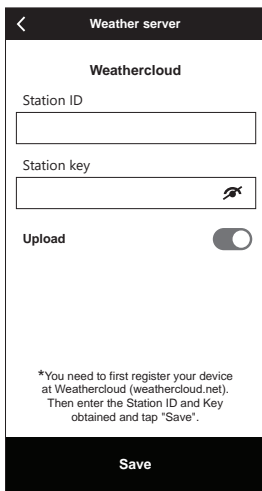 Weather server
Weathercloud
Station ID
Station key
Upload
*You need to first register your device
at Weathercloud (weathercloud.net).
Then enter the Station ID and Key
obtained and tap "Save".
Save